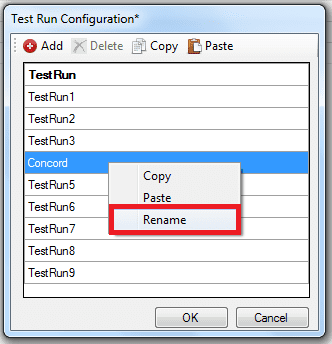 Test Run Configuration*
Add Delete Copy Paste
TestRun
TestRun1
TestRun2
TestRun3
Concord
TestRun5
TestRun6
TestRun7
TestRun8
TestRun9
Copy
Paste
Rename
OK Cancel